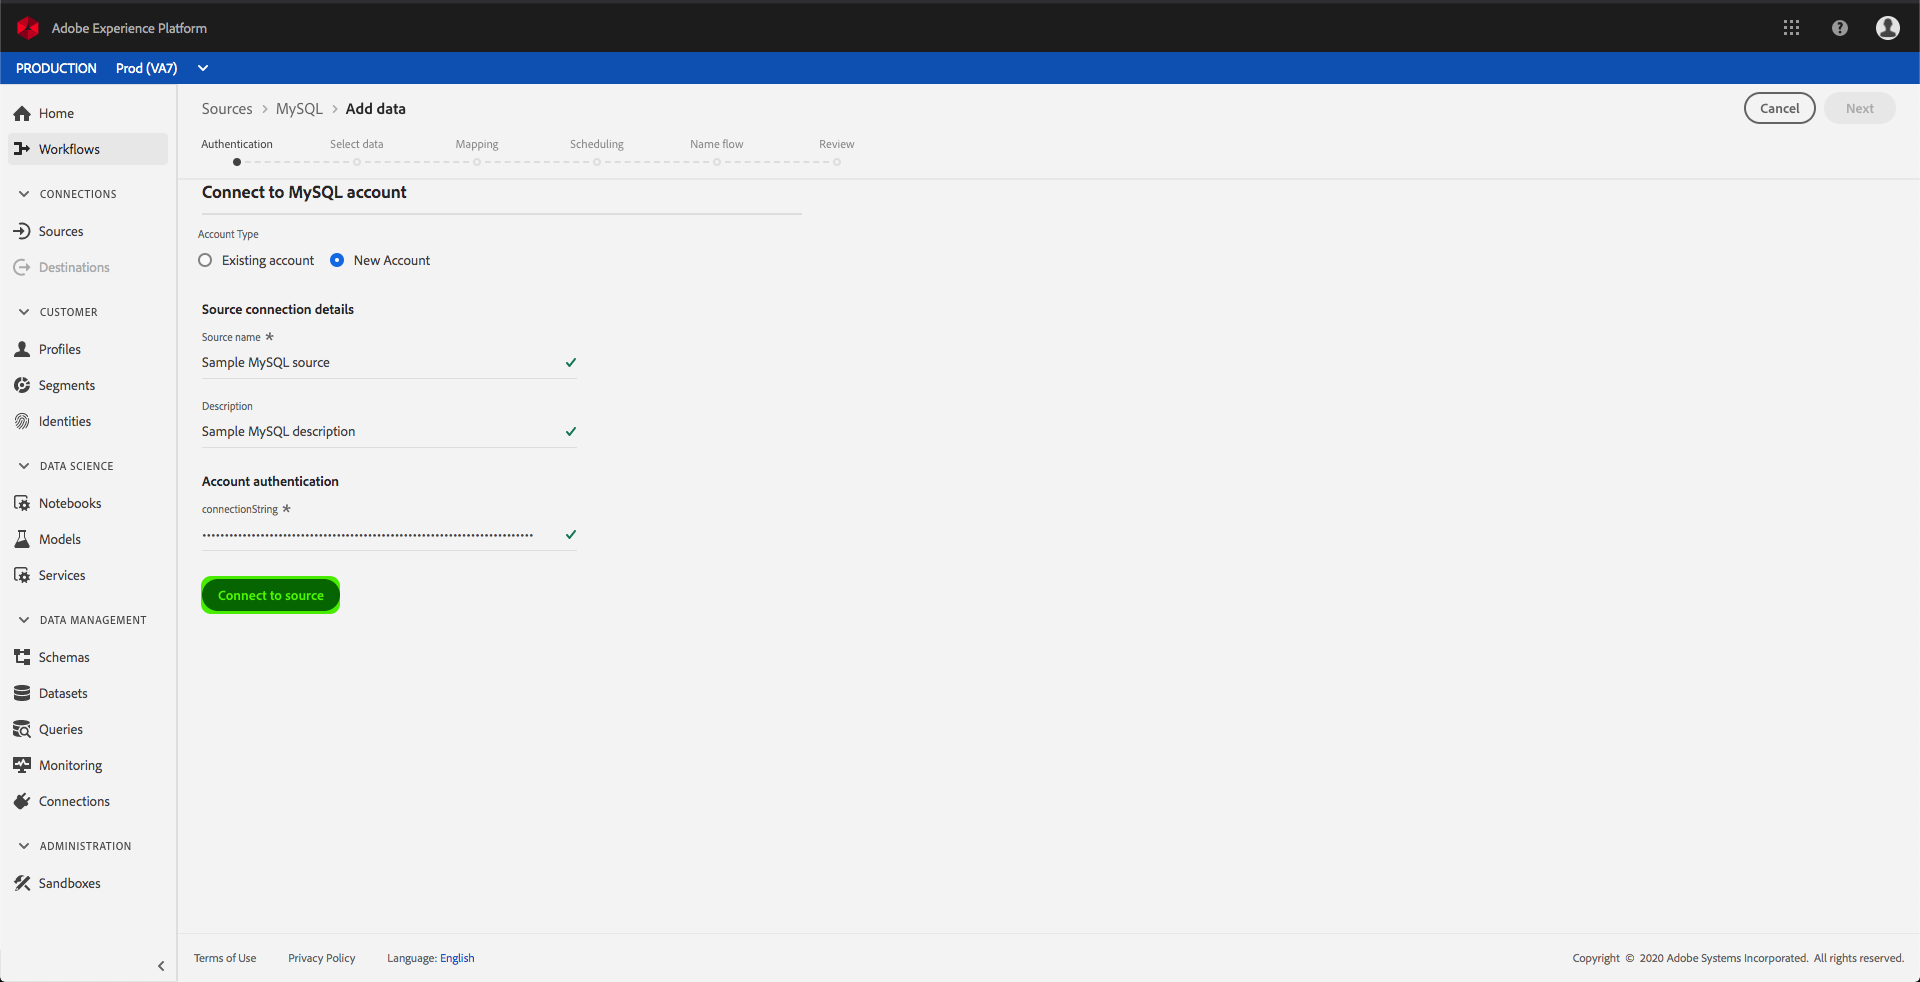 Adobe Experience Platform
PRODUCTION Prod (VA7)
Home
Workflows
CONNECTIONS
Sources
Destinations
CUSTOMER
Profiles
Segments
Identities
DATA SCIENCE
Notebooks
Models
Services
DATA MANAGEMENT
Schemas
Datasets
Queries
Monitoring
Connections
ADMINISTRATION
Sandboxes
Sources > MySQL > Add data
Cancel Next
Authentication Select data Mapping Scheduling Name flow Review
Connect to MySQL account
Account Type
Existing account New Account
Source connection details
Source name *
Sample MySQL source
Description
Sample MySQL description
Account authentication
connectionString *
Connect to source
Terms of Use Privacy Policy Language: English
Copyright © 2020 Adobe Systems Incorporated. All rights reserved.